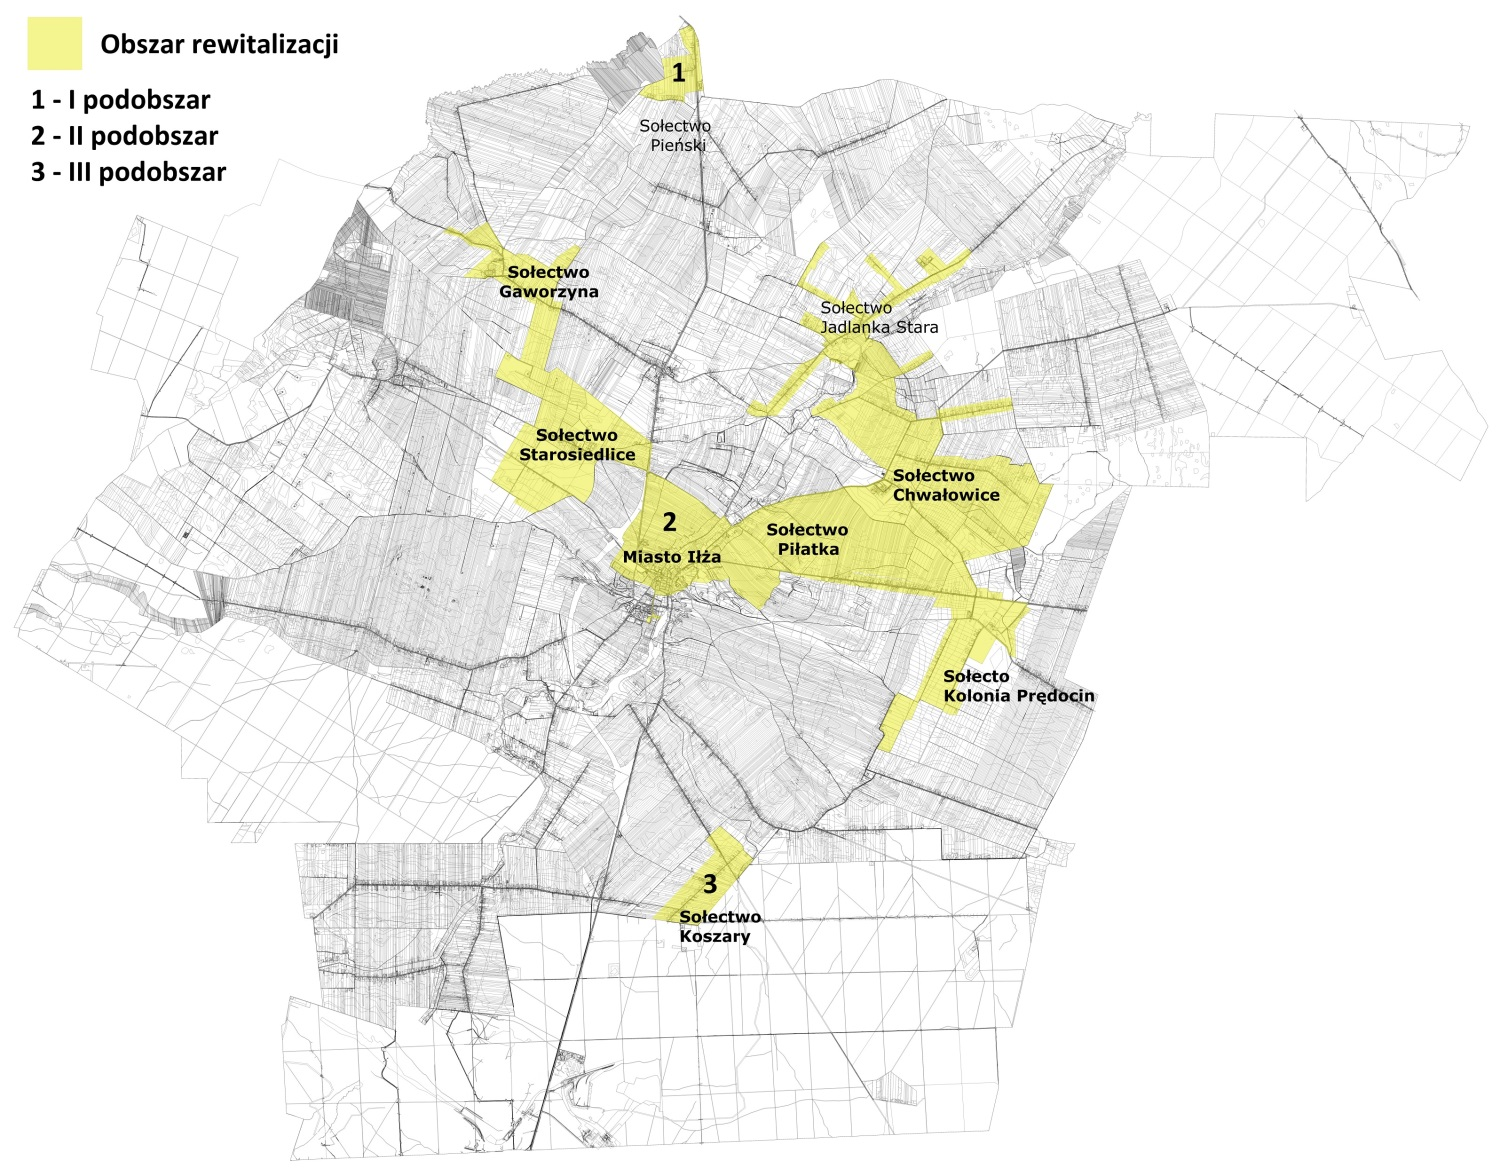 Obszar rewitalizacji
1 - I podobszar
2 - II podobszar
3 - III podobszar
1
Sołectwo
Pieński
Sołectwo
Gaworzyna
Sołectwo
Jadlanka Stara
Sołectwo
Starosiedlice
Sołectwo
Chwałowice
2
Miasto Iłża
Sołectwo
Piłatka
Sołecto
Kolonia Prędocin
3
Sołectwo
Koszary